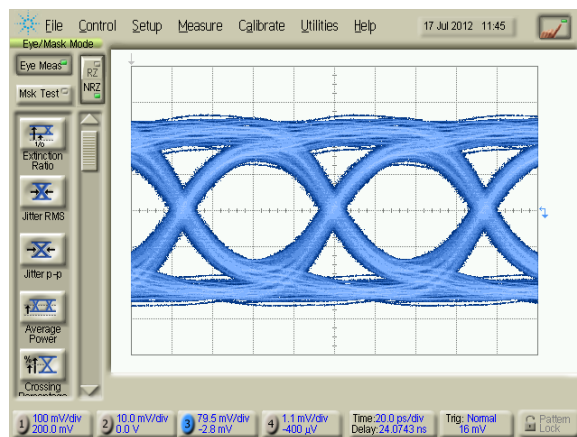 File Control Setup Measure Calibrate Utilities Help 17 Jul 2012 11:45
Eye/Mask Mode
Eye Meas
RZ
NRZ
Msk Test
1/0
Extinction
Ratio
Jitter RMS
Jitter p-p
Average
Power
%
Crossing
Percentage
1 100 mV/div 2 10.0 mV/div 3 79.5 mV/div 4 1.1 mV/div Time:20.0 ps/div Trig: Normal Pattern
200.0 mV 0.0 V -2.8 mV -400 µV Delay:24.0743 ns 16 mV Lock